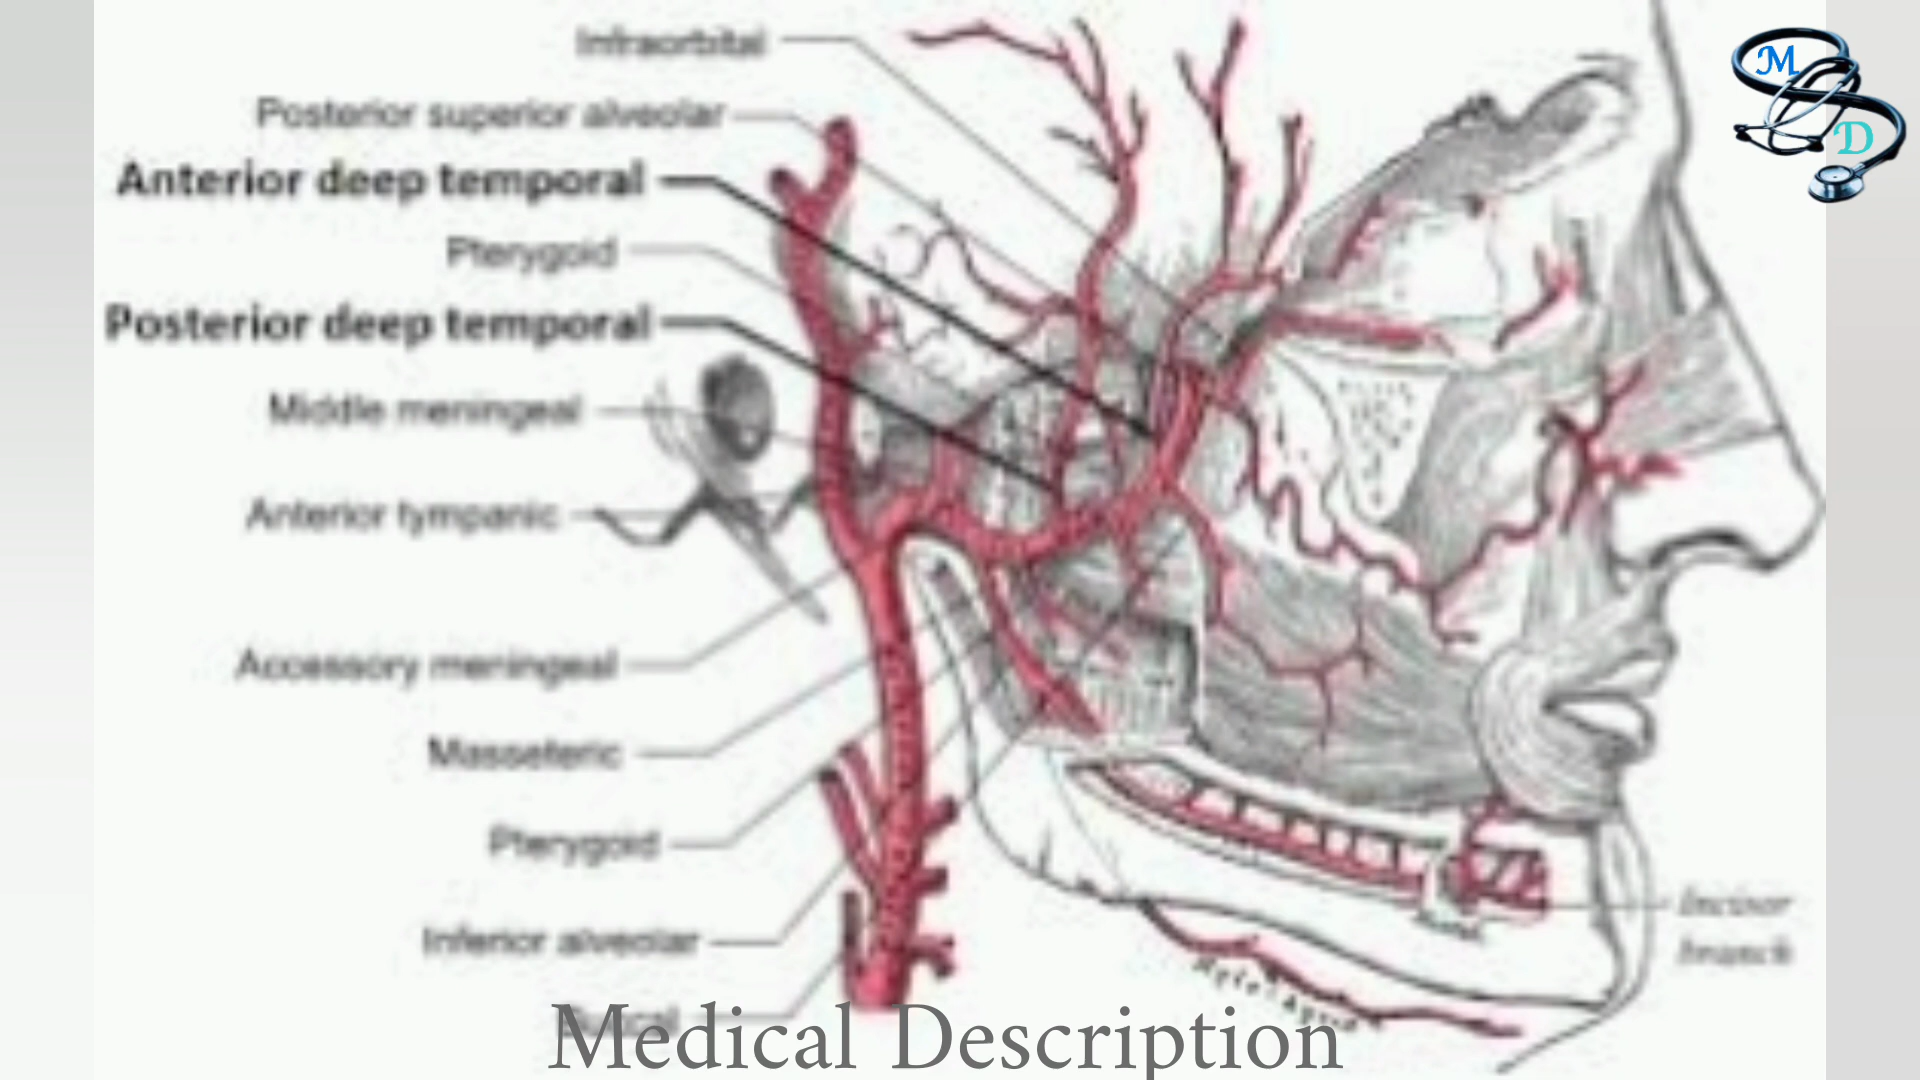 Infraorbital
Posterior superior alveolar
Anterior deep temporal
Pterygoid
Posterior deep temporal
Middle meningeal
Anterior tympanic
Accessory meningeal
Masseteric
Pterygoid
Inferior alveolar
Buccal
Incisor
branch
Medical Description
M
D